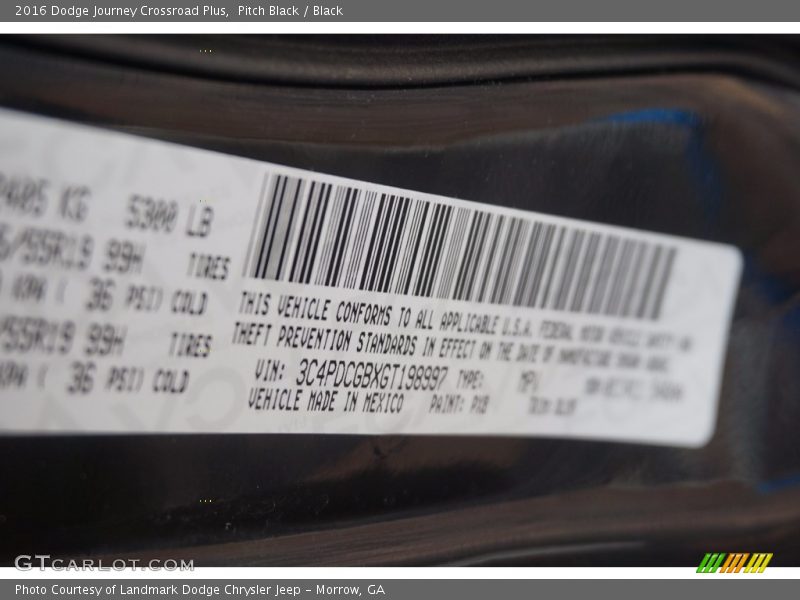 2016 Dodge Journey Crossroad Plus, Pitch Black / Black
2405 KG 5300 LB
/55R19 99H TIRES
KPA ( 36 PSI) COLD
/55R19 99H TIRES
KPA ( 36 PSI) COLD
THIS VEHICLE CONFORMS TO ALL APPLICABLE U.S.A. FEDERAL MOTOR VEHICLE SAFETY AND
THEFT PREVENTION STANDARDS IN EFFECT ON THE DATE OF MANUFACTURE SHOWN ABOVE.
VIN: 3C4PDCGBXGT198997 TYPE: MPV
VEHICLE MADE IN MEXICO PAINT: PX8
GTCARLOT.COM
Photo Courtesy of Landmark Dodge Chrysler Jeep – Morrow, GA